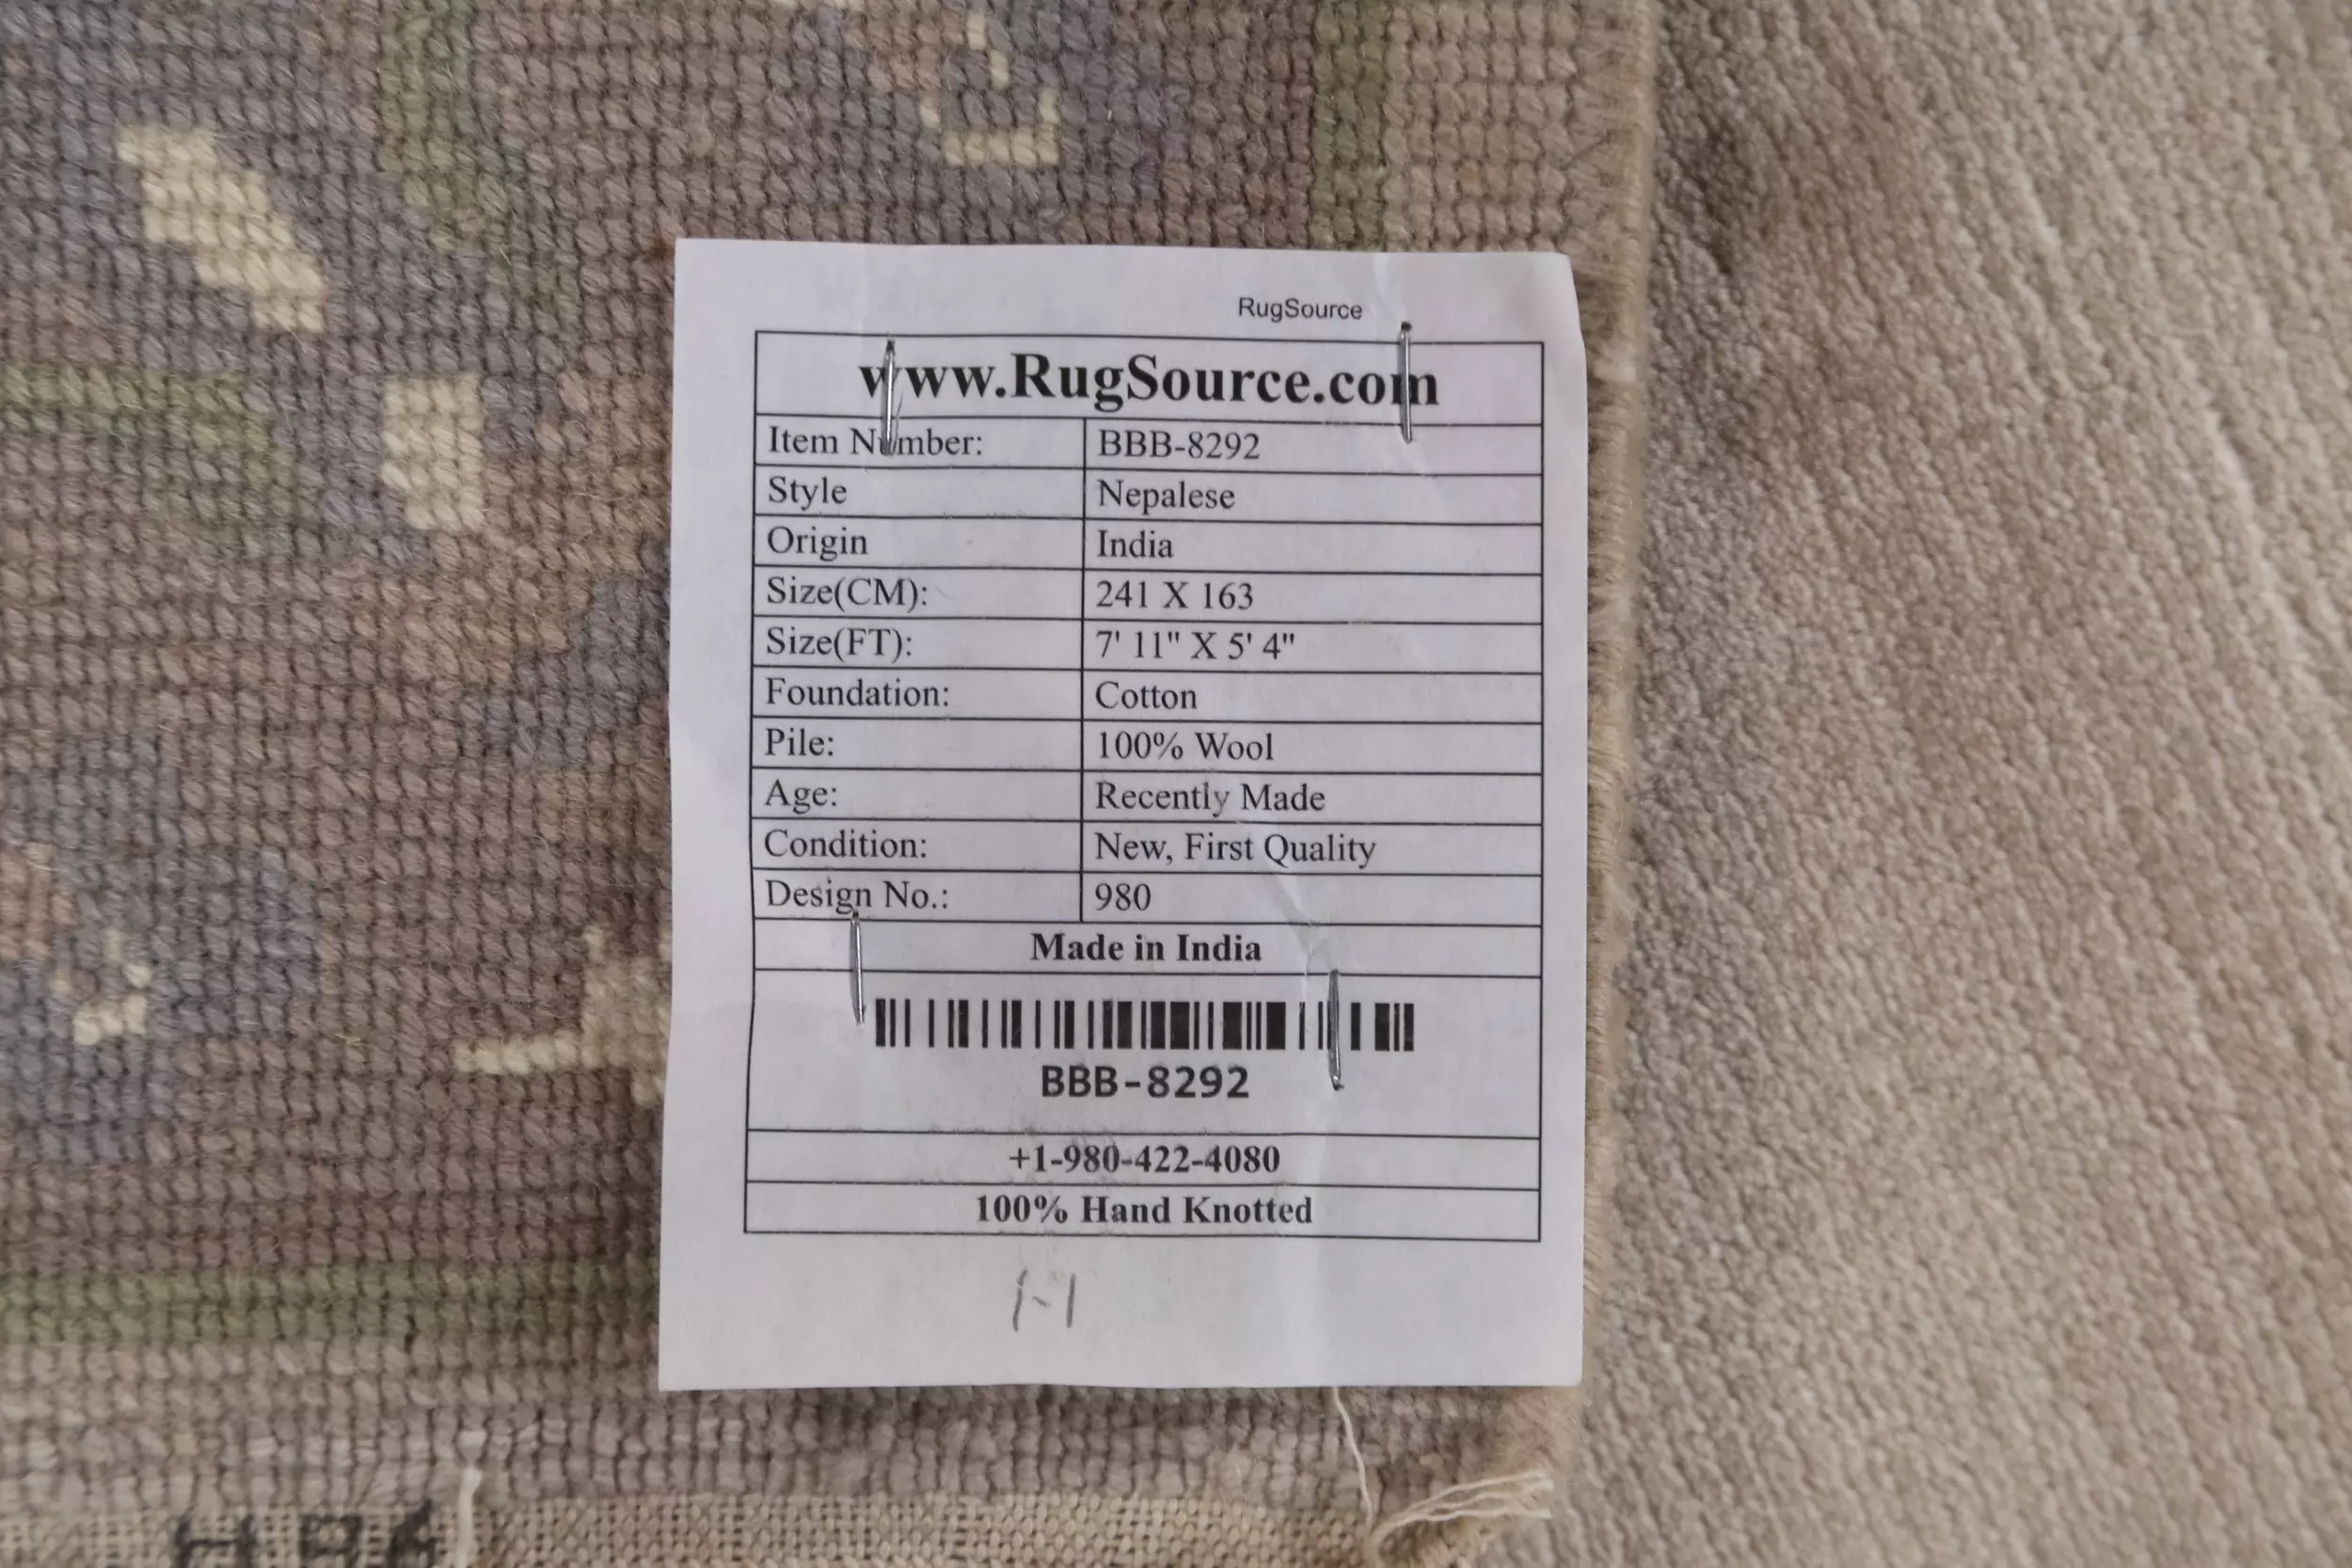 RugSource
www.RugSource.com
Item Number: BBB-8292
Style Nepalese
Origin India
Size(CM): 241 X 163
Size(FT): 7' 11" X 5' 4"
Foundation: Cotton
Pile: 100% Wool
Age: Recently Made
Condition: New, First Quality
Design No.: 980
Made in India
BBB-8292
+1-980-422-4080
100% Hand Knotted
1-1